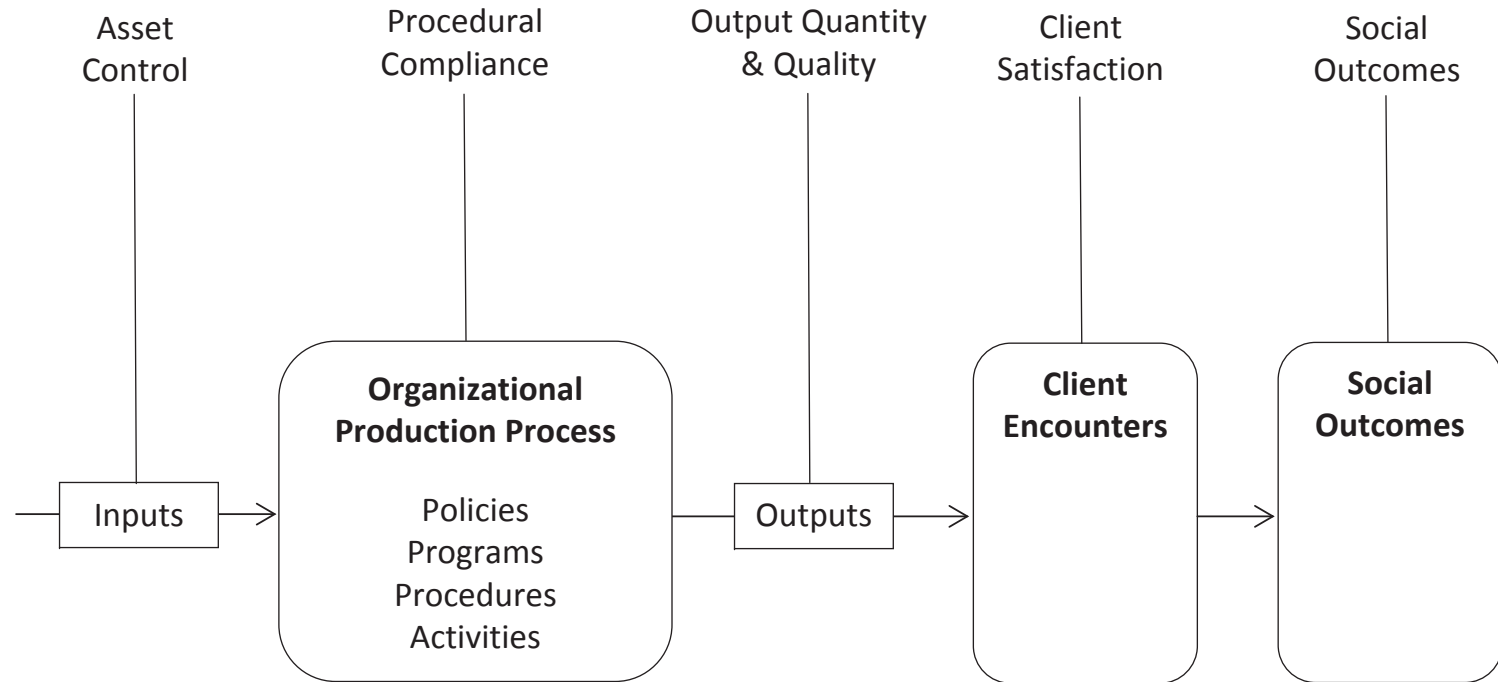 Asset
Control
Procedural
Compliance
Output Quantity
& Quality
Client
Satisfaction
Social
Outcomes
Inputs
Organizational
Production Process
Policies
Programs
Procedures
Activities
Outputs
Client
Encounters
Social
Outcomes